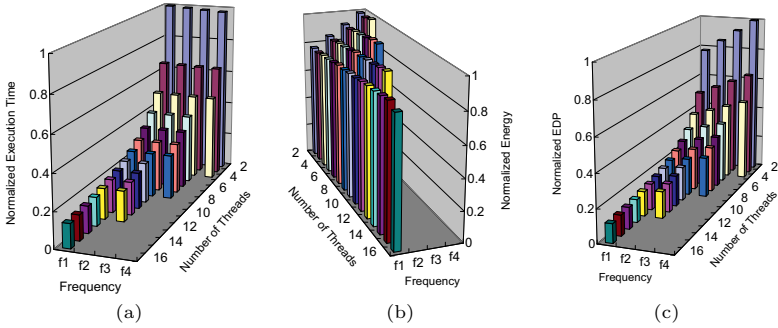 1
0.8
0.6
0.4
0.2
0
Normalized Execution Time
f1 f2 f3 f4
Frequency
16 14 12 10 8 6 4 2
Number of Threads
(a)
1
0.8
0.6
0.4
0.2
0
Normalized Energy
2 4 6 8 10 12 14 16
Number of Threads
f1 f2 f3 f4
Frequency
(b)
1
0.8
0.6
0.4
0.2
0
Normalized EDP
f1 f2 f3 f4
Frequency
16 14 12 10 8 6 4 2
Number of Threads
(c)